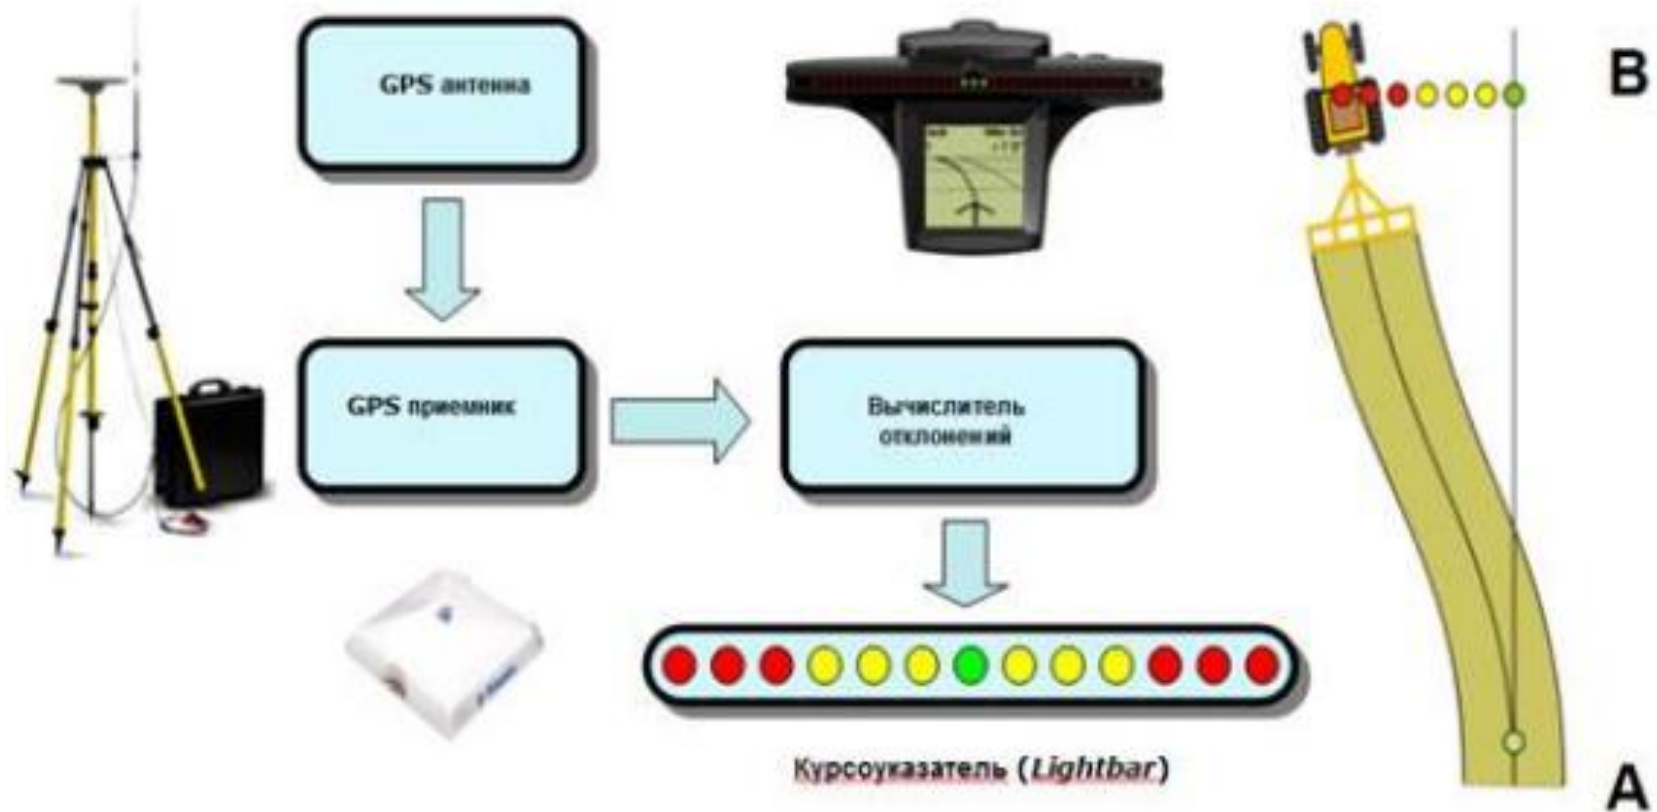 GPS антенна
GPS приемник
Вычислитель
отклонений
Курсоуказатель (Lightbar)
B
A